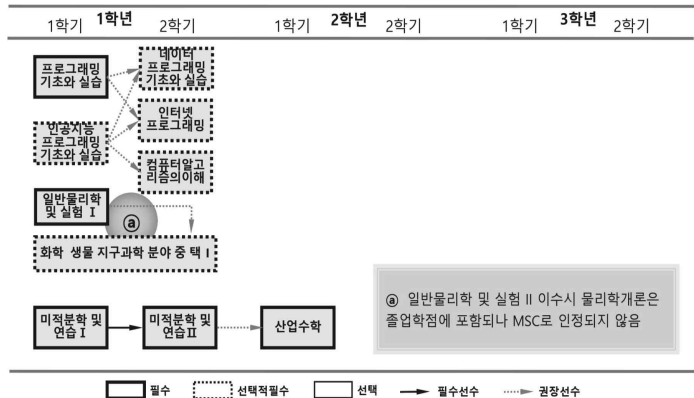 1학년 2학년 3학년
1학기 2학기 1학기 2학기 1학기 2학기
프로그래밍
기초와 실습
데이터
프로그래밍
기초와 실습
인터넷
프로그래밍
인공지능
프로그래밍
기초와 실습
컴퓨터알고
리즘의이해
일반물리학
및 실험 I
ⓐ
화학 생물 지구과학 분야 중 택 I
미적분학 및
연습 I
미적분학 및
연습II
산업수학
ⓐ 일반물리학 및 실험 II 이수시 물리학개론은
졸업학점에 포함되나 MSC로 인정되지 않음
필수 선택적필수 선택 필수선수 권장선수